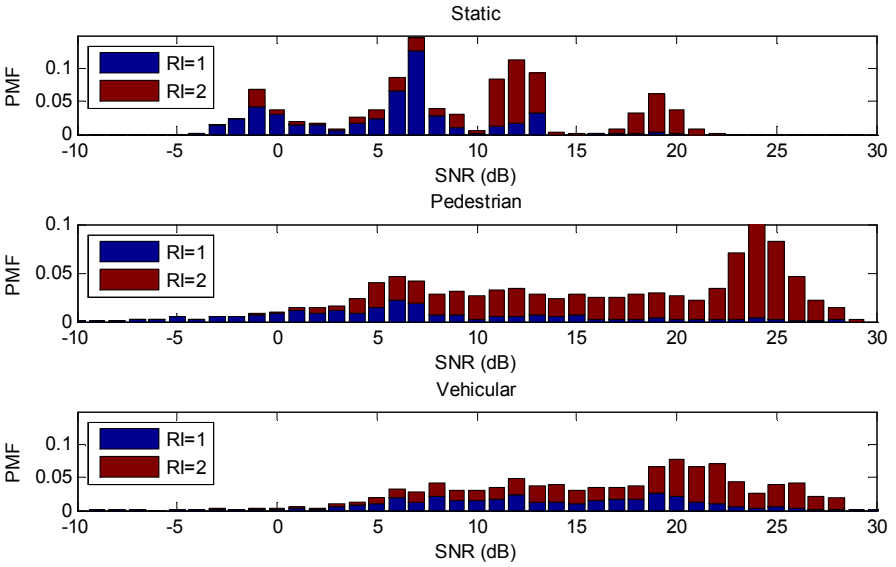 Static
PMF
0.1
0.05
0
RI=1
RI=2
-10 -5 0 5 10 15 20 25 30
SNR (dB)
Pedestrian
PMF
0.1
0.05
0
RI=1
RI=2
-10 -5 0 5 10 15 20 25 30
SNR (dB)
Vehicular
PMF
0.1
0.05
0
RI=1
RI=2
-10 -5 0 5 10 15 20 25 30
SNR (dB)